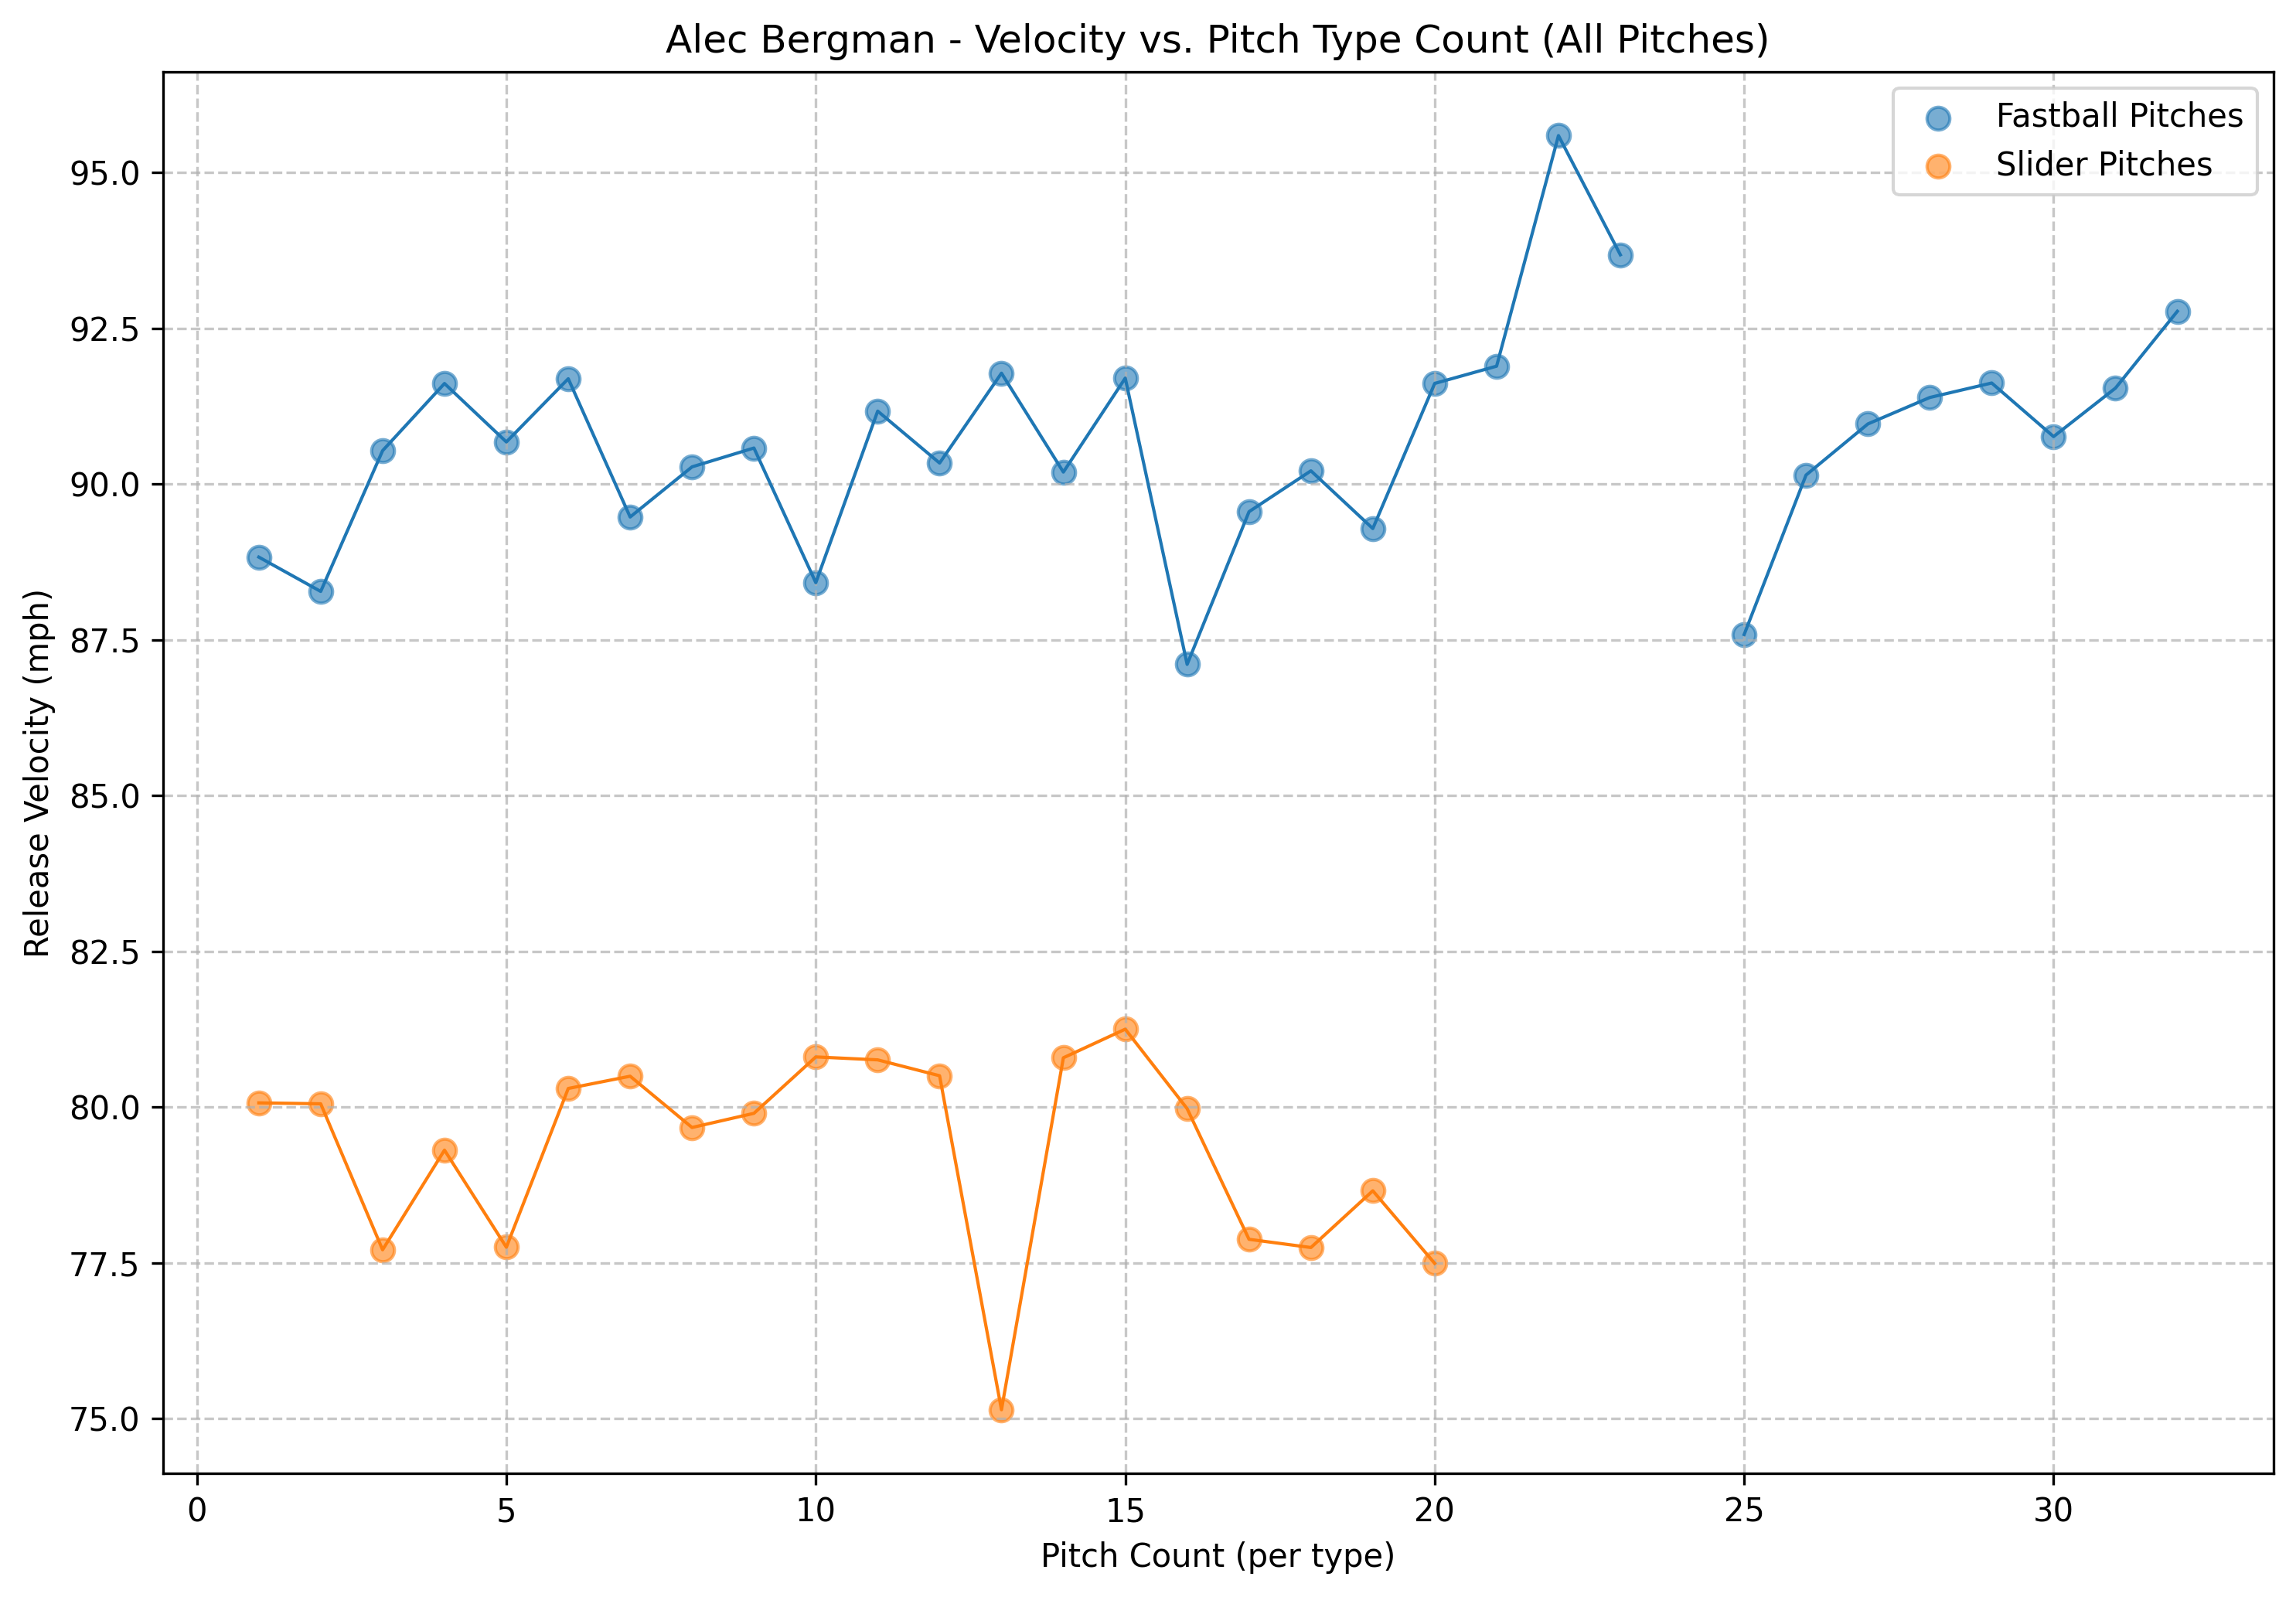 Alec Bergman - Velocity vs. Pitch Type Count (All Pitches)
Fastball Pitches
Slider Pitches
Release Velocity (mph)
95.0
92.5
90.0
87.5
85.0
82.5
80.0
77.5
75.0
0 5 10 15 20 25 30
Pitch Count (per type)